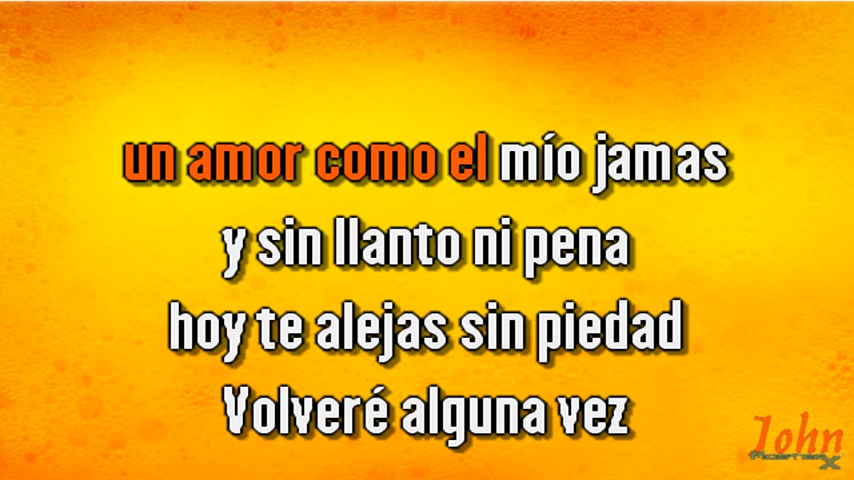 un amor como el mío jamas
y sin llanto ni pena
hoy te alejas sin piedad
Volveré alguna vez
John